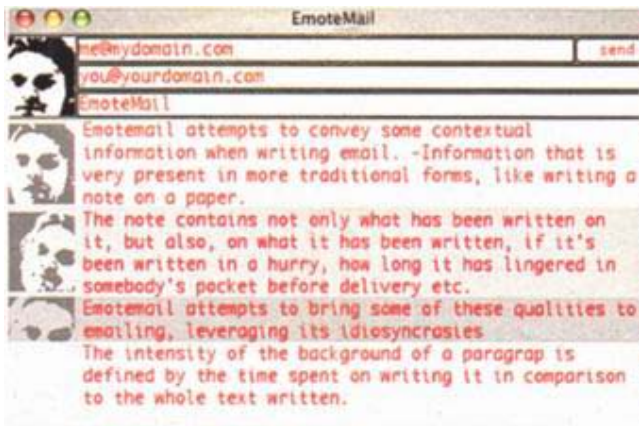 EmoteMail
me@mydomain.com
send
you@yourdomain.com
EmoteMail
Emotemail attempts to convey some contextual
information when writing email. -Information that is
very present in more traditional forms, like writing a
note on a paper.
The note contains not only what has been written on
it, but also, on what it has been written, if it's
been written in a hurry, how long it has lingered in
somebody's pocket before delivery etc.
Emotemail attempts to bring some of these qualities to
emailing, leveraging its idiosyncrasies
The intensity of the background of a paragrap is
defined by the time spent on writing it in comparison
to the whole text written.